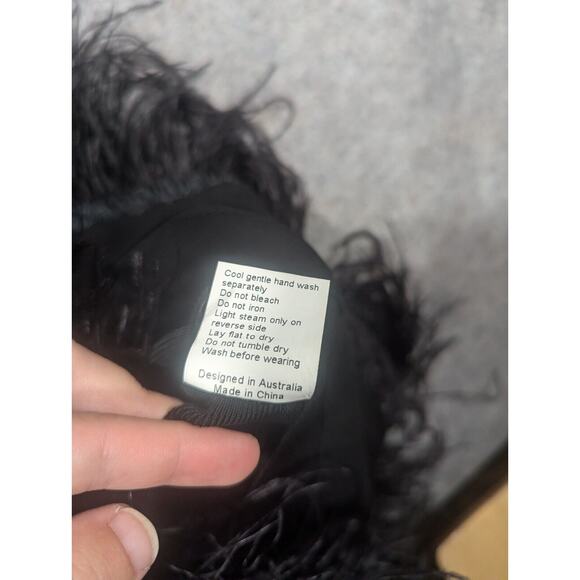 Cool gentle hand wash
separately
Do not bleach
Do not iron
Light steam only on
reverse side
Lay flat to dry
Do not tumble dry
Wash before wearing
Designed in Australia
Made in China